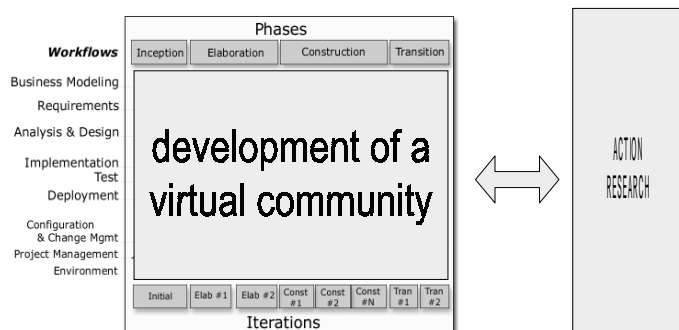 Phases
Workflows
Inception
Elaboration
Construction
Transition
Business Modeling
Requirements
Analysis & Design
Implementation
Test
Deployment
Configuration
& Change Mgmt
Project Management
Environment
development of a
virtual community
ACTION
RESEARCH
Initial
Elab #1
Elab #2
Const
#1
Const
#2
Const
#N
Tran
#1
Tran
#2
Iterations